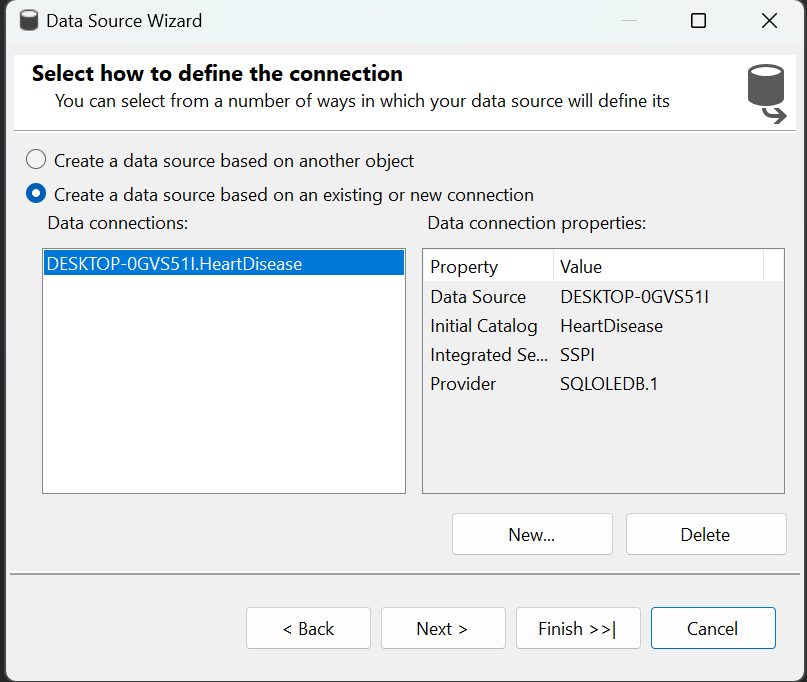 Data Source Wizard
Select how to define the connection
You can select from a number of ways in which your data source will define its
Create a data source based on another object
Create a data source based on an existing or new connection
Data connections:
Data connection properties:
DESKTOP-0GVS51I.HeartDisease
Property Value
Data Source DESKTOP-0GVS51I
Initial Catalog HeartDisease
Integrated Se... SSPI
Provider SQLOLEDB.1
New... Delete
< Back Next > Finish >>| Cancel